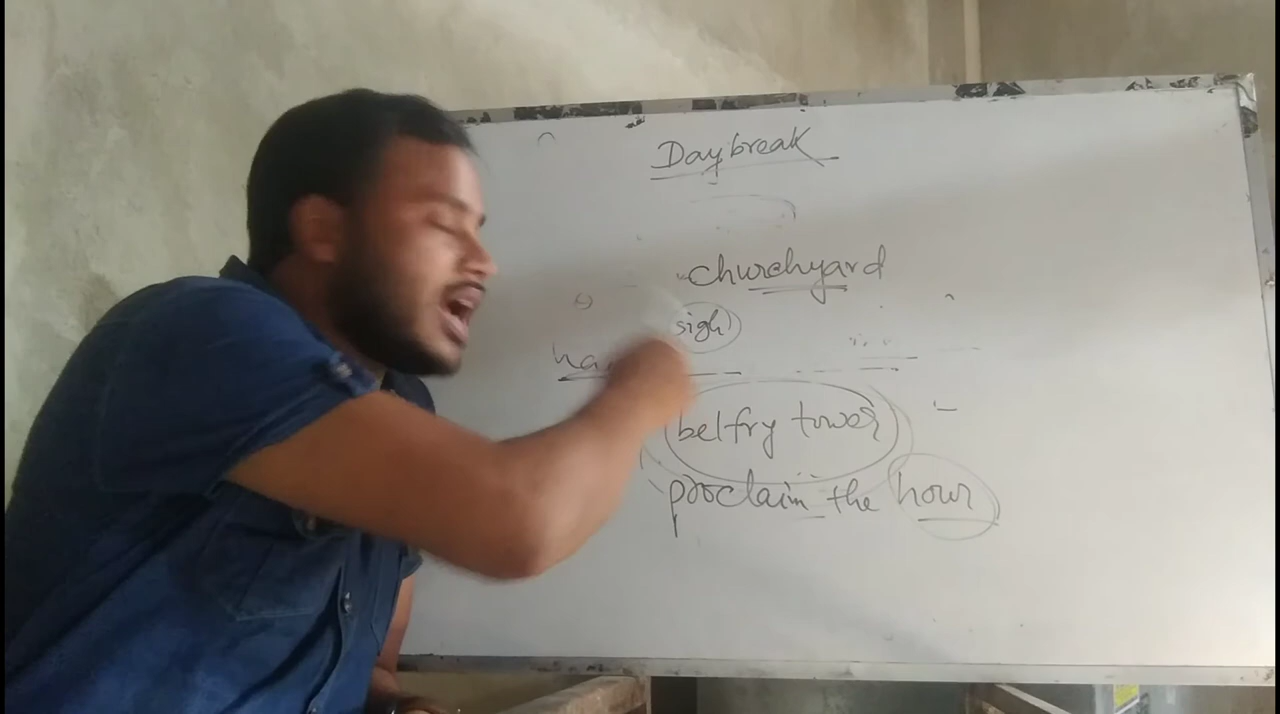 Daybreak
churchyard
sigh
belfry tower
proclaim the hour